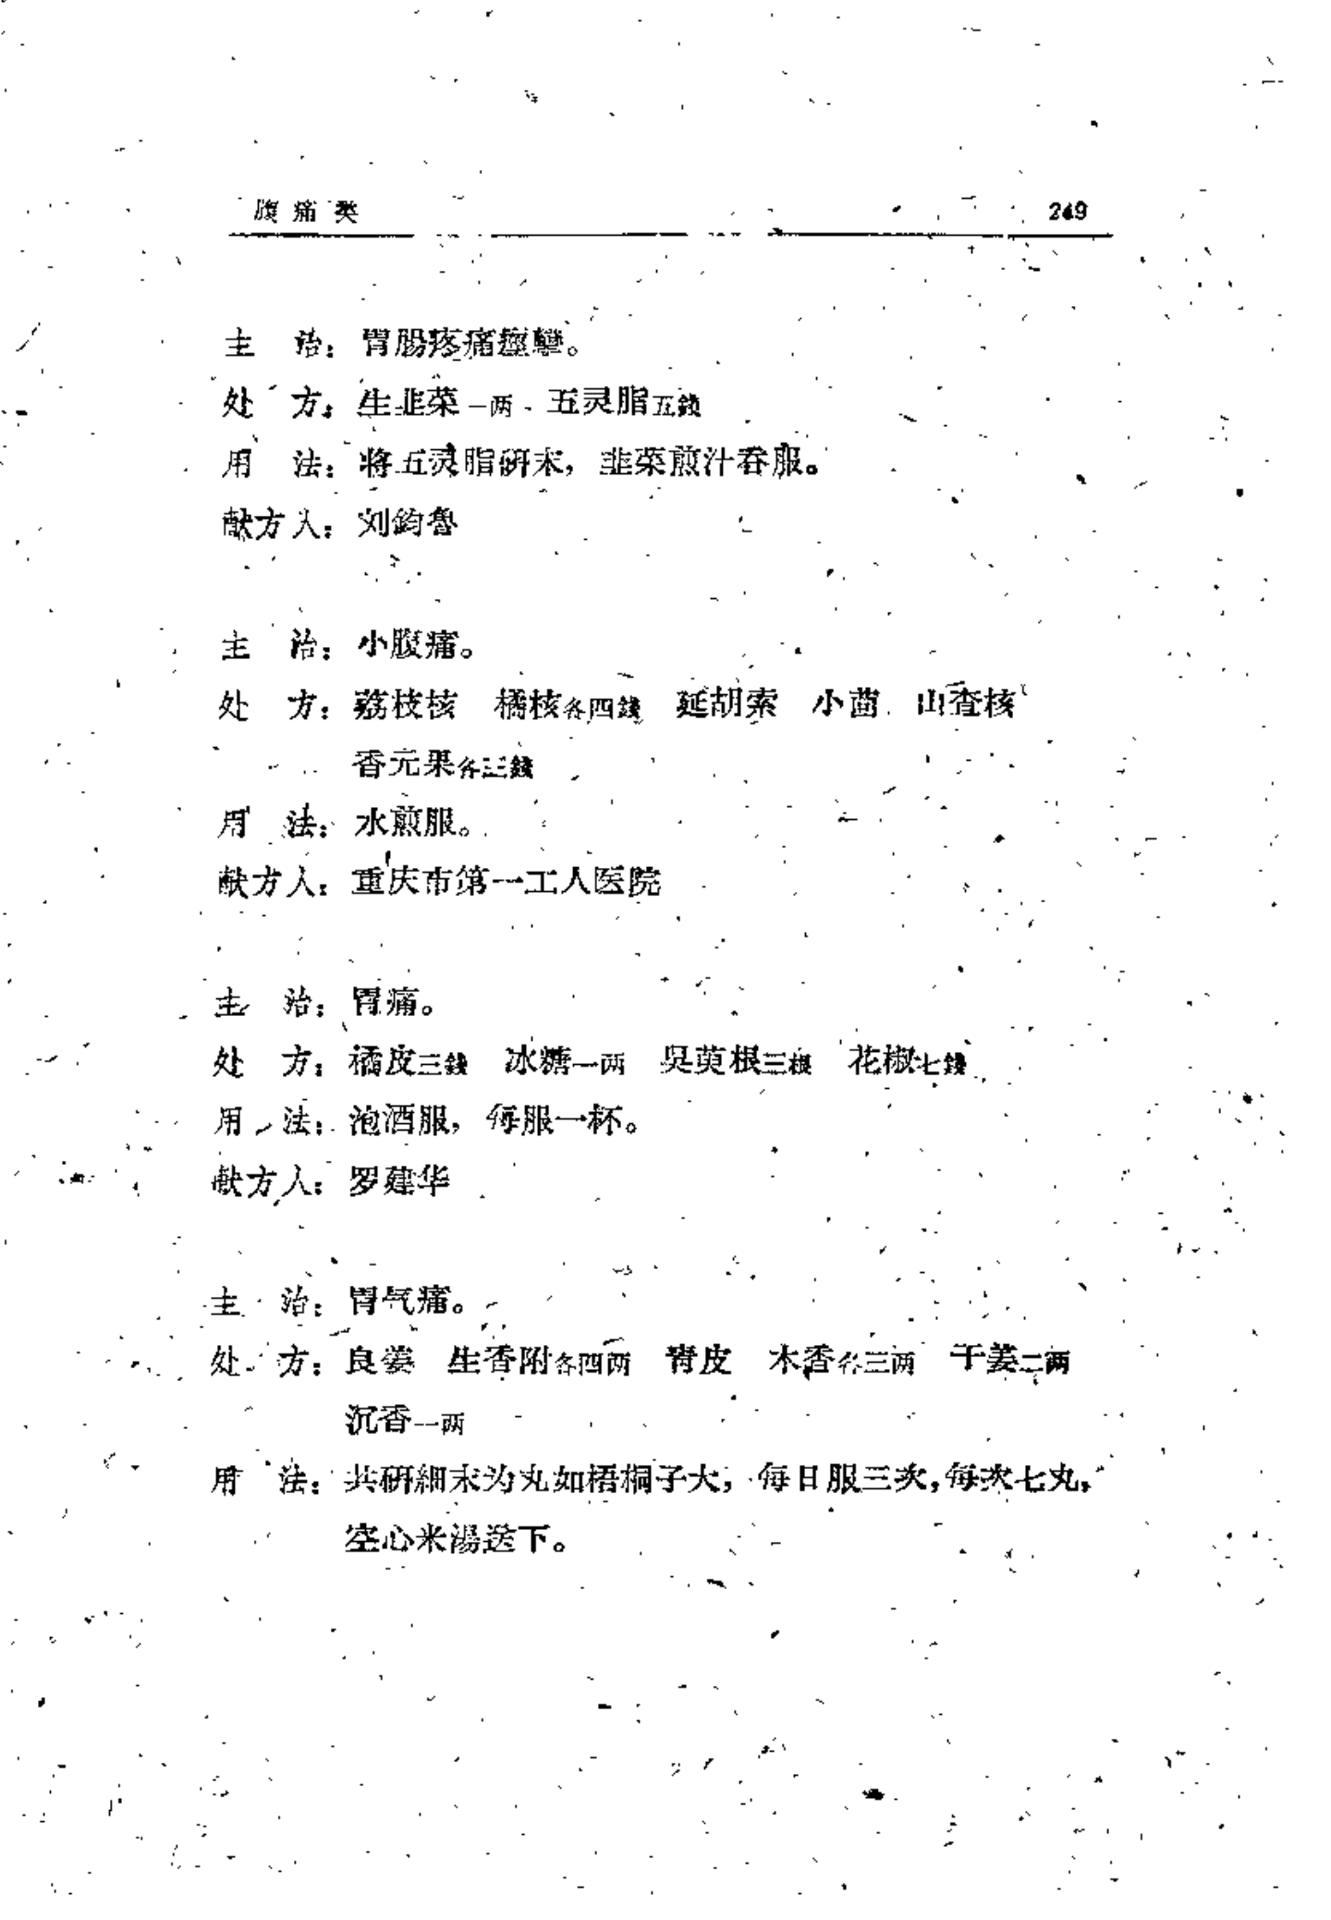 腹痛类 249
主　治：胃腸疼痛痙攣。
处　方：生韭菜一两　五灵脂五錢
用　法：将五灵脂研末，韭菜煎汁吞服。
献方人：刘鈞魯
主　治：小腹痛。
处　方：荔枝核　橘核各四錢　延胡索　小茴　山查核
香元果各三錢
用　法：水煎服。
献方人：重庆市第一工人医院
主　治：胃痛。
处　方：橘皮三錢　冰糖一两　吳萸根三根　花椒七錢
用　法：泡酒服，每服一杯。
献方人：罗建华
主　治：胃气痛。
处　方：良姜　生香附各四两　青皮　木香各三两　干姜二两
沉香一两
用　法：共研細末为丸如梧桐子大，每日服三次，每次七丸，
空心米湯送下。